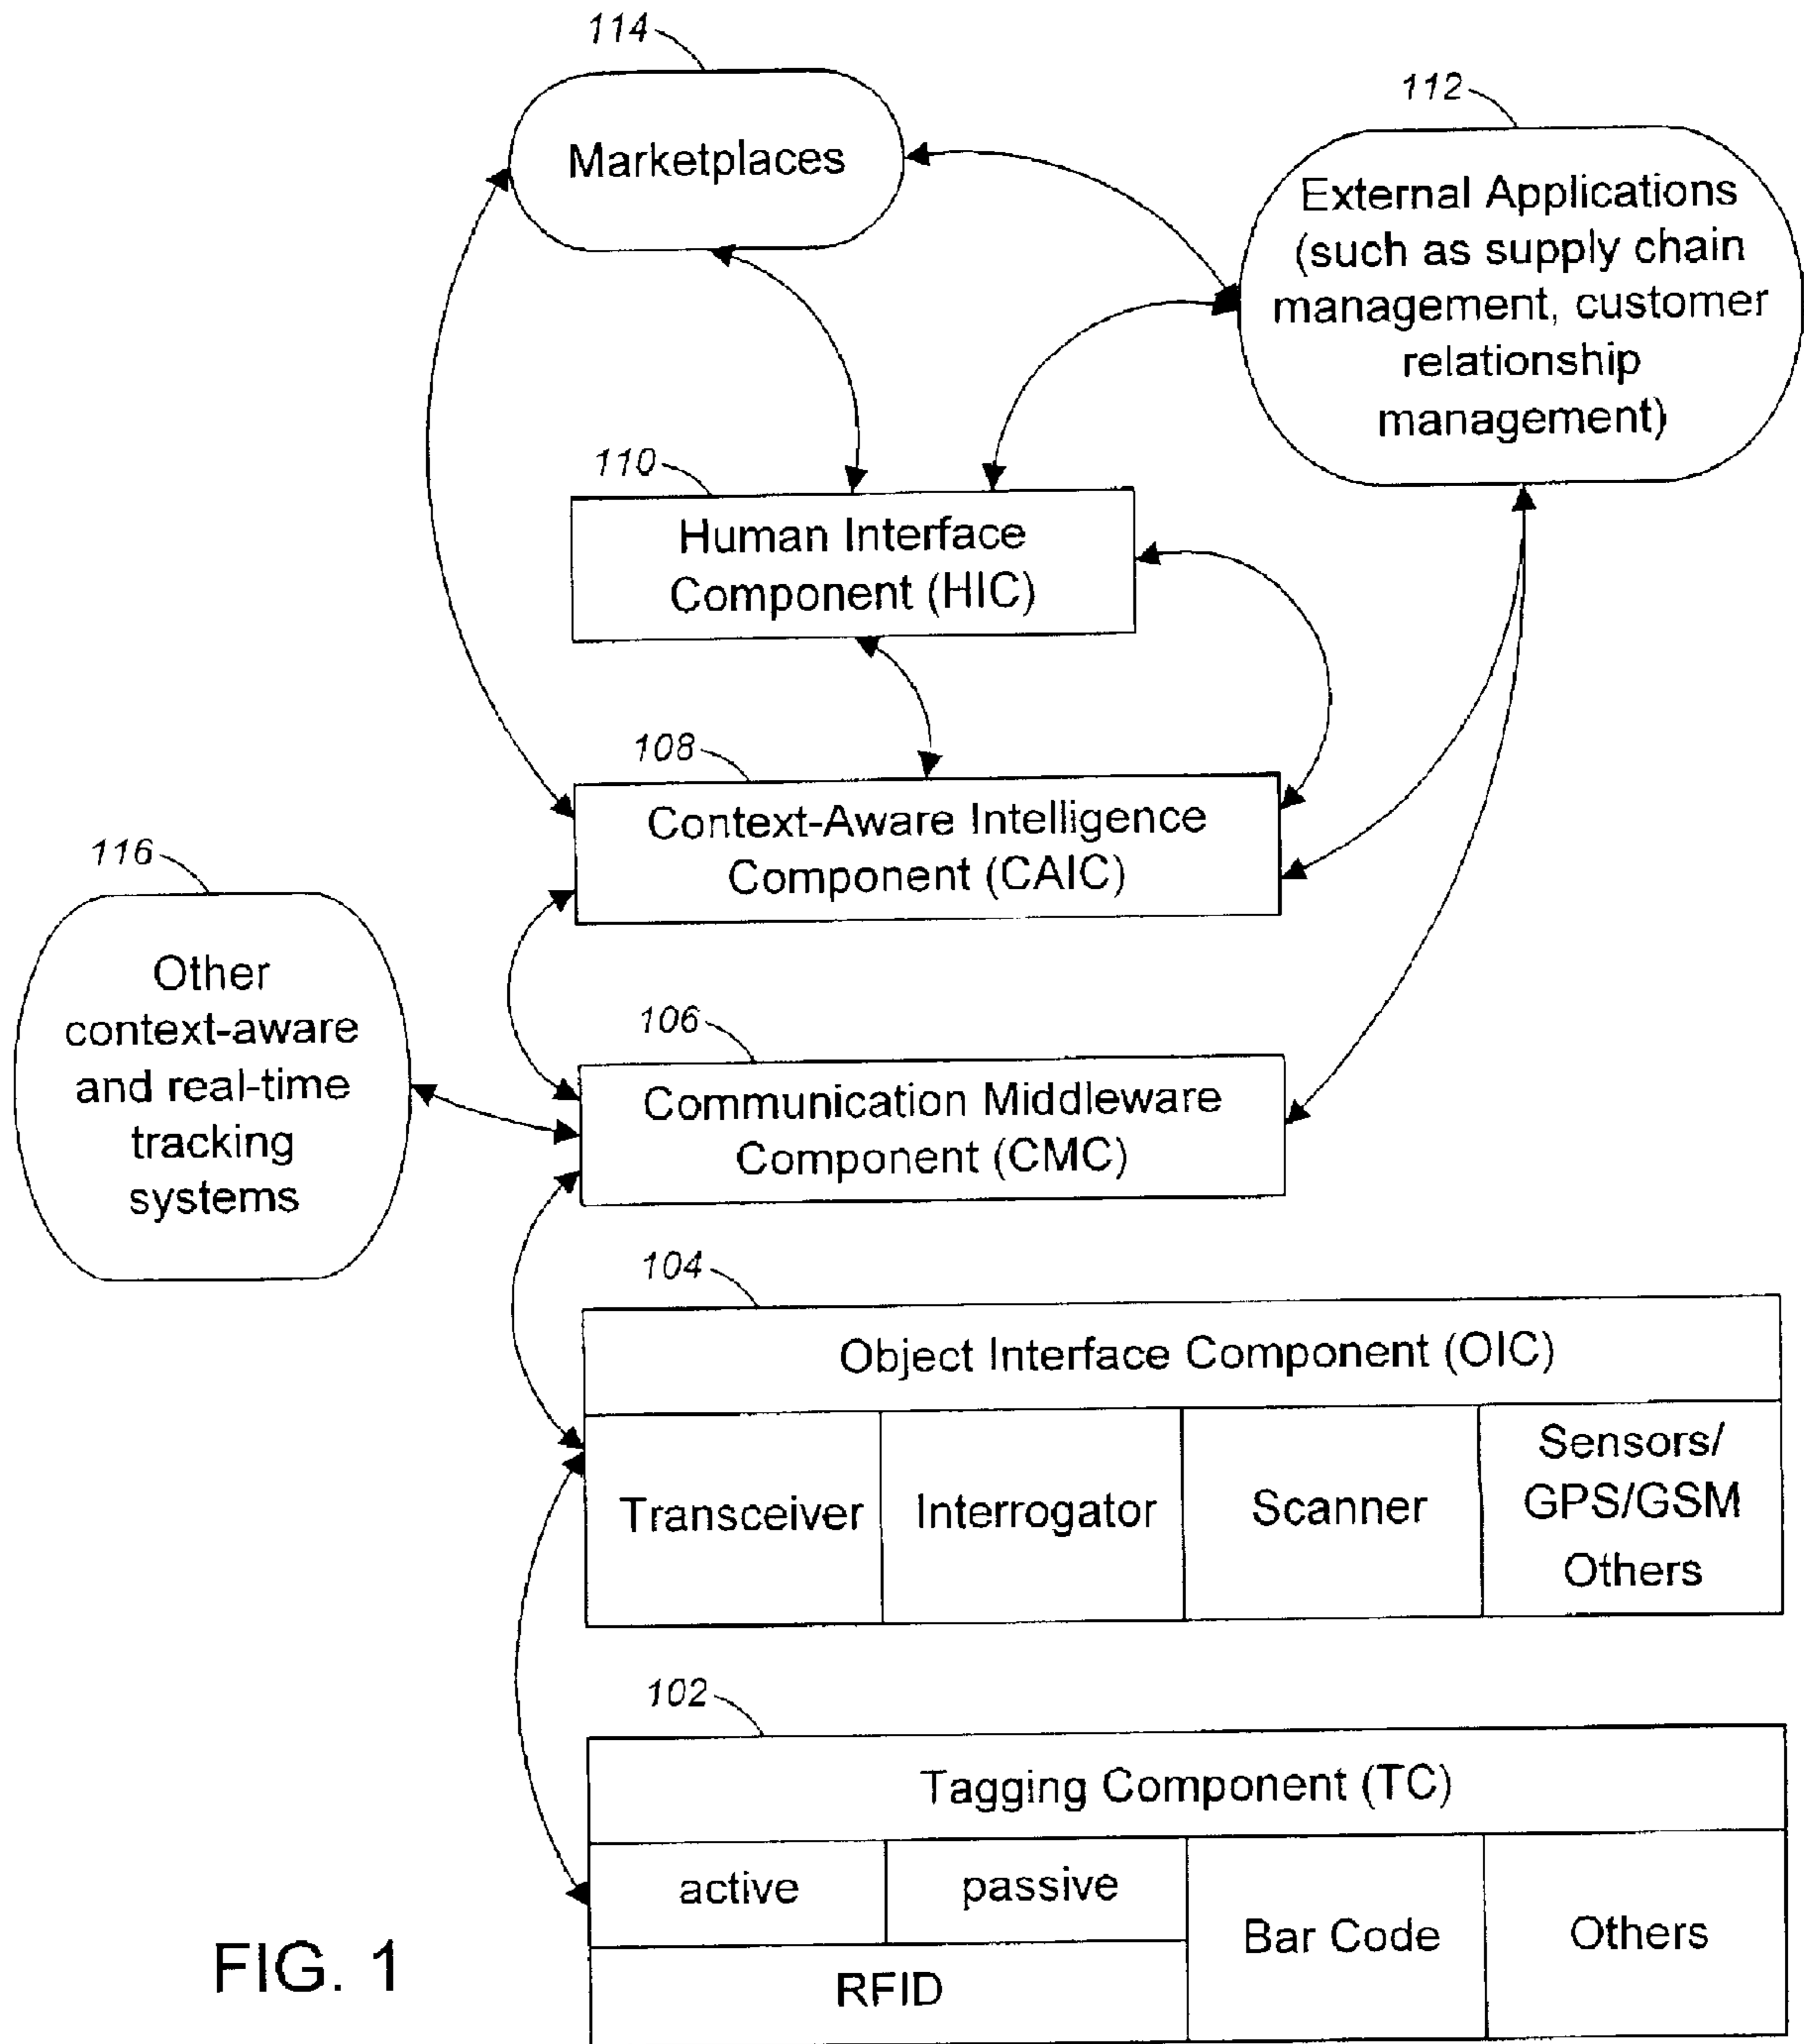 114
Marketplaces
112
External Applications
(such as supply chain
management, customer
relationship
management)
110
Human Interface
Component (HIC)
108
Context-Aware Intelligence
Component (CAIC)
116
Other
context-aware
and real-time
tracking
systems
106
Communication Middleware
Component (CMC)
104
Object Interface Component (OIC)
Transceiver
Interrogator
Scanner
Sensors/
GPS/GSM
Others
102
Tagging Component (TC)
active
passive
RFID
Bar Code
Others
FIG. 1